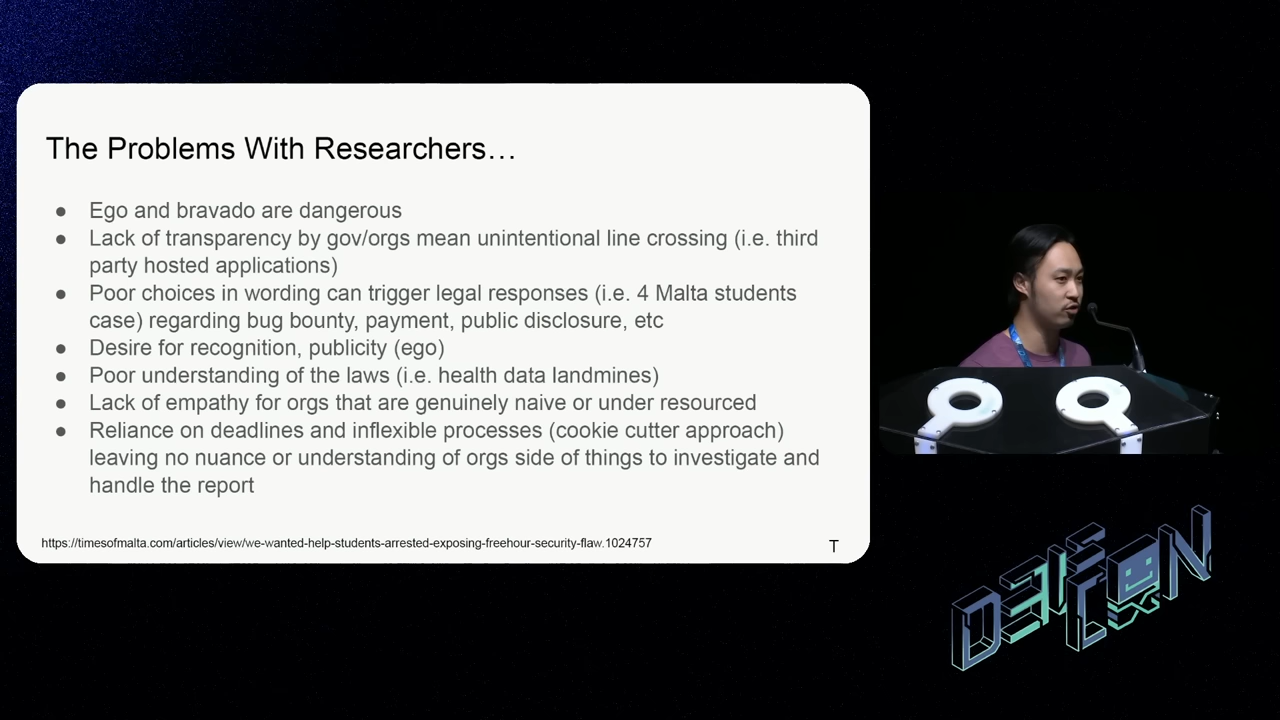 The Problems With Researchers…
● Ego and bravado are dangerous
● Lack of transparency by gov/orgs mean unintentional line crossing (i.e. third
party hosted applications)
● Poor choices in wording can trigger legal responses (i.e. 4 Malta students
case) regarding bug bounty, payment, public disclosure, etc
● Desire for recognition, publicity (ego)
● Poor understanding of the laws (i.e. health data landmines)
● Lack of empathy for orgs that are genuinely naive or under resourced
● Reliance on deadlines and inflexible processes (cookie cutter approach)
leaving no nuance or understanding of orgs side of things to investigate and
handle the report
https://timesofmalta.com/articles/view/we-wanted-help-students-arrested-exposing-freehour-security-flaw.1024757
T
DEF CON